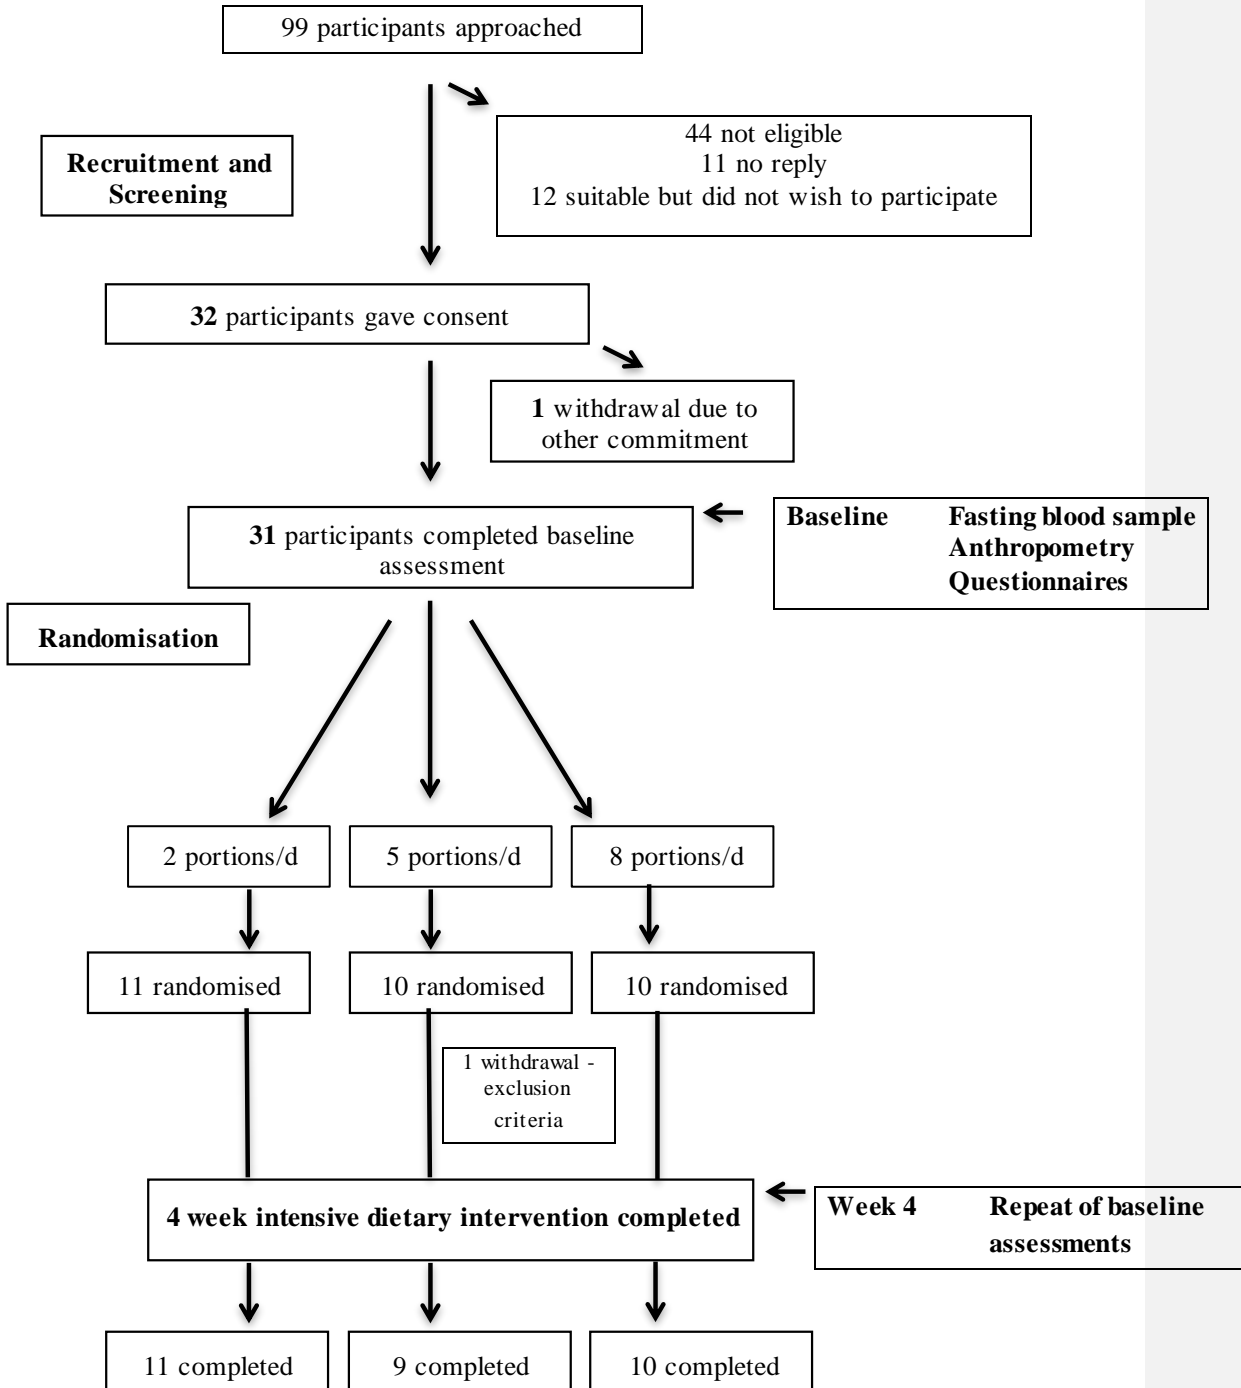 99 participants approached
44 not eligible
11 no reply
12 suitable but did not wish to participate
Recruitment and
Screening
32 participants gave consent
1 withdrawal due to
other commitment
31 participants completed baseline
assessment
Baseline Fasting blood sample
Anthropometry
Questionnaires
Randomisation
2 portions/d 5 portions/d 8 portions/d
11 randomised 10 randomised 10 randomised
1 withdrawal -
exclusion
criteria
4 week intensive dietary intervention completed
Week 4 Repeat of baseline
assessments
11 completed 9 completed 10 completed